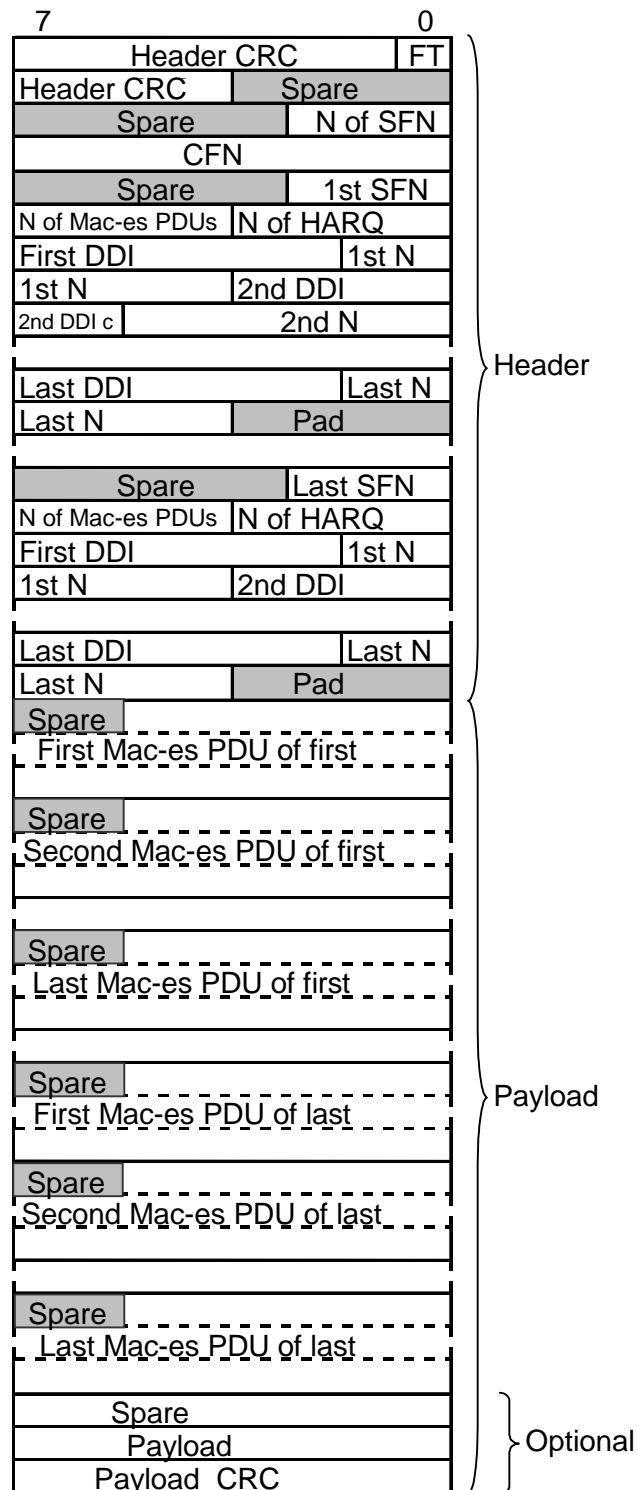 7 0
Header CRC FT
Header CRC Spare
Spare N of SFN
CFN
Spare 1st SFN
N of Mac-es PDUs N of HARQ
First DDI 1st N
1st N 2nd DDI
2nd DDI c 2nd N
Header
Last DDI Last N
Last N Pad
Spare Last SFN
N of Mac-es PDUs N of HARQ
First DDI 1st N
1st N 2nd DDI
Last DDI Last N
Last N Pad
Spare
First Mac-es PDU of first
Spare
Second Mac-es PDU of first
Spare
Last Mac-es PDU of first
Spare
First Mac-es PDU of last
Payload
Spare
Second Mac-es PDU of last
Spare
Last Mac-es PDU of last
Spare
Payload
Optional
Payload CRC